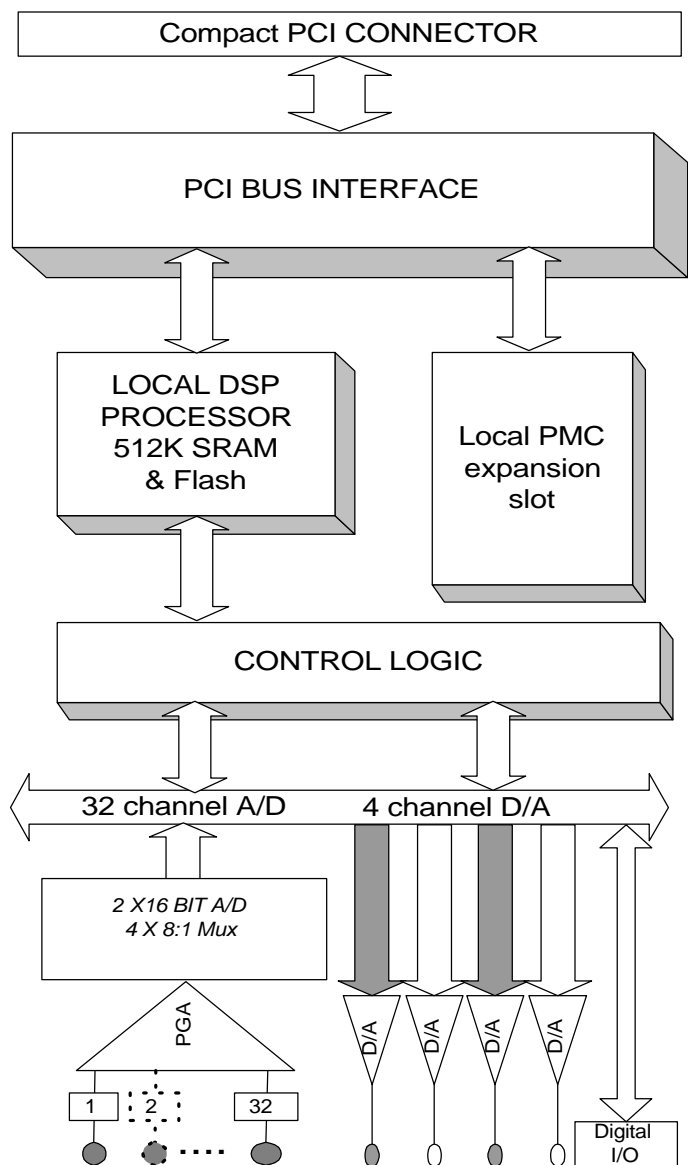 Compact PCI CONNECTOR
PCI BUS INTERFACE
LOCAL DSP
PROCESSOR
512K SRAM
& Flash
Local PMC
expansion
slot
CONTROL LOGIC
32 channel A/D
4 channel D/A
2 X16 BIT A/D
4 X 8:1 Mux
PGA
D/A
D/A
D/A
D/A
1
2
32
Digital
I/O